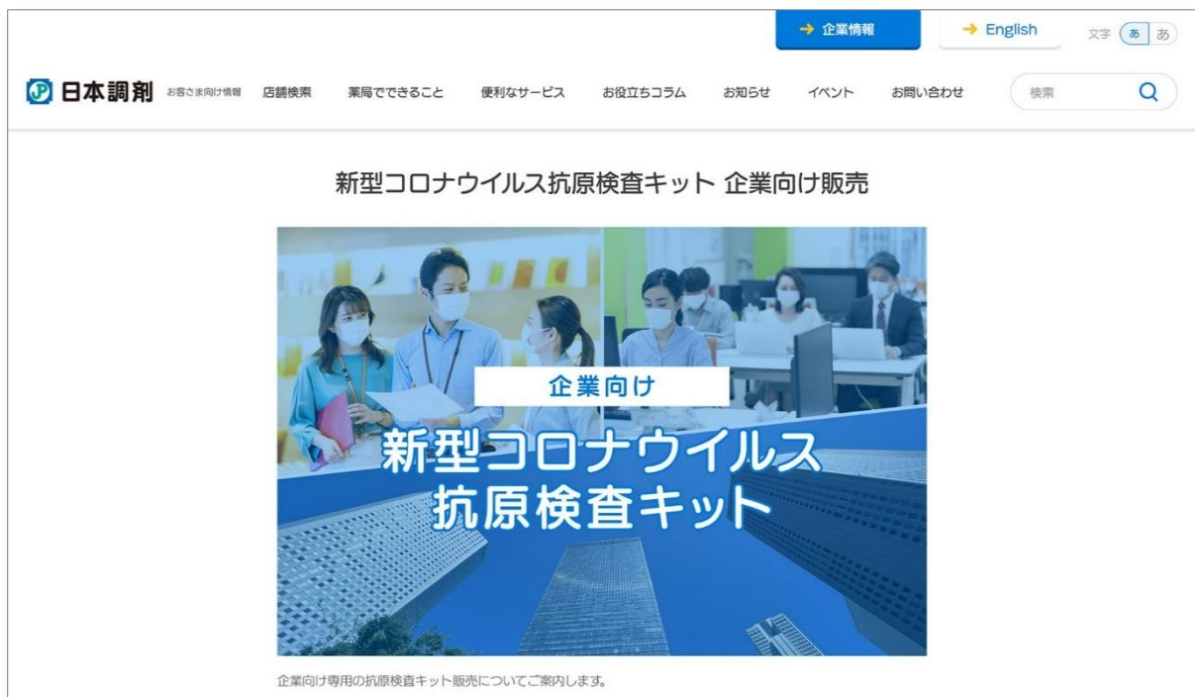 企業情報
English
文字 あ あ
日本調剤 お客さま向け情報 店舗検索 薬局でできること 便利なサービス お役立ちコラム お知らせ イベント お問い合わせ 検索
新型コロナウイルス抗原検査キット 企業向け販売
企業向け
新型コロナウイルス
抗原検査キット
企業向け専用の抗原検査キット販売についてご案内します。